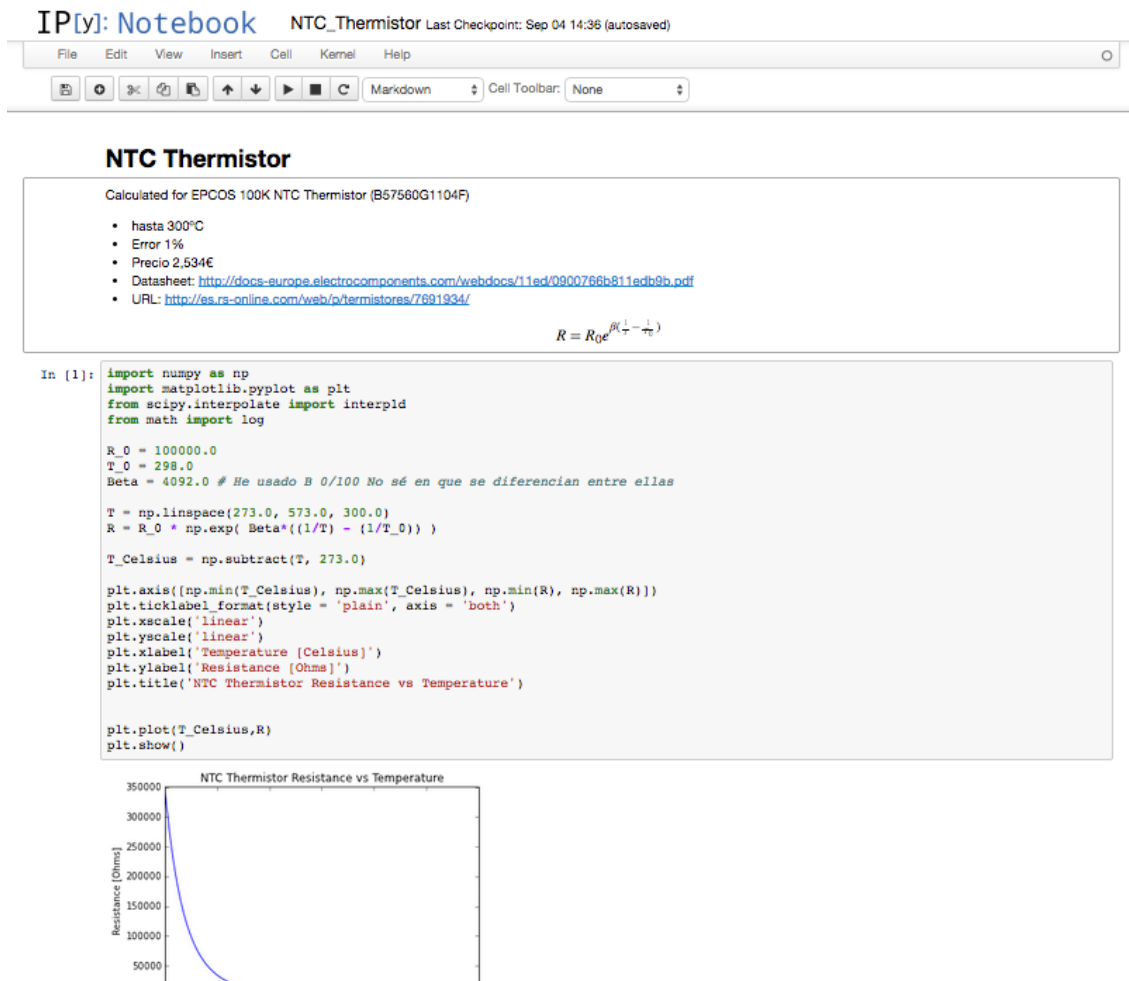 IP[y]: Notebook NTC_Thermistor Last Checkpoint: Sep 04 14:36 (autosaved)
File Edit View Insert Cell Kernel Help
Markdown Cell Toolbar: None
NTC Thermistor
Calculated for EPCOS 100K NTC Thermistor (B57560G1104F)
• hasta 300ºC
• Error 1%
• Precio 2,534€
• Datasheet: http://docs-europe.electrocomponents.com/webdocs/11ed/0900766b811edb9b.pdf
• URL: http://es.rs-online.com/web/p/termistores/7691934/
R = R₀e^β(1/T − 1/T₀)
In [1]: import numpy as np
import matplotlib.pyplot as plt
from scipy.interpolate import interp1d
from math import log
R_0 = 100000.0
T_0 = 298.0
Beta = 4092.0 # He usado B 0/100 No sé en que se diferencian entre ellas
T = np.linspace(273.0, 573.0, 300.0)
R = R_0 * np.exp( Beta*((1/T) - (1/T_0)) )
T_Celsius = np.subtract(T, 273.0)
plt.axis([np.min(T_Celsius), np.max(T_Celsius), np.min(R), np.max(R)])
plt.ticklabel_format(style = 'plain', axis = 'both')
plt.xscale('linear')
plt.yscale('linear')
plt.xlabel('Temperature [Celsius]')
plt.ylabel('Resistance [Ohms]')
plt.title('NTC Thermistor Resistance vs Temperature')
plt.plot(T_Celsius,R)
plt.show()
NTC Thermistor Resistance vs Temperature
350000
300000
250000
200000
150000
100000
50000
Resistance [Ohms]